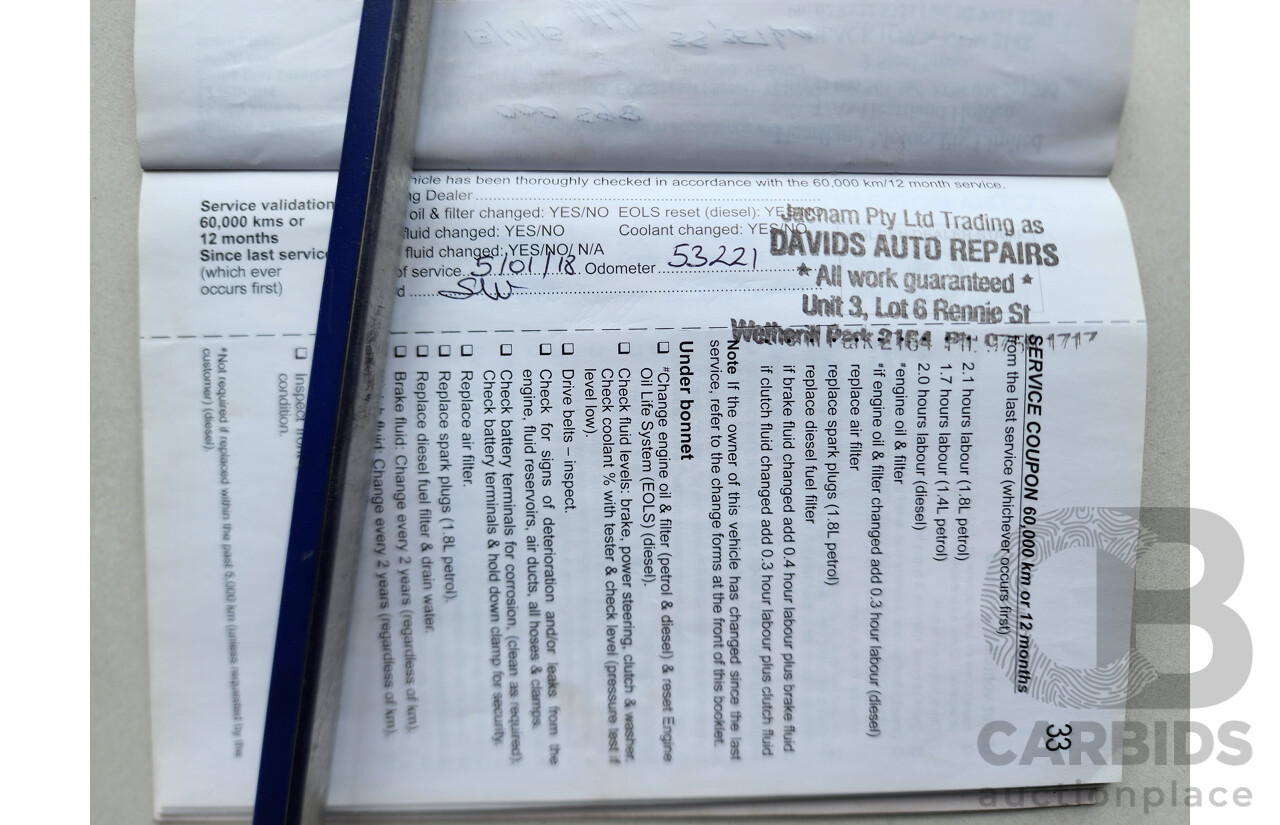 Service validation
60,000 kms or
12 months
Since last service
(which ever
occurs first)
hicle has been thoroughly checked in accordance with the 60,000 km/12 month service.
ng Dealer
oil & filter changed: YES/NO EOLS reset (diesel): YES/NO
fluid changed: YES/NO Coolant changed: YES/NO
fluid changed: YES/NO/ N/A
of service 5/01/18. Odometer 53221
d SW
Jacnam Pty Ltd Trading as
DAVIDS AUTO REPAIRS
* All work guaranteed *
Unit 3, Lot 6 Rennie St
Wetherill Park 2164 Ph:
SERVICE COUPON 60,000 km or 12 months
from the last service (whichever occurs first)
33
2.1 hours labour (1.8L petrol)
1.7 hours labour (1.4L petrol)
2.0 hours labour (diesel)
*engine oil & filter
*if engine oil & filter changed add 0.3 hour labour (diesel)
replace air filter
replace spark plugs (1.8L petrol)
replace diesel fuel filter
if brake fluid changed add 0.4 hour labour plus brake fluid
if clutch fluid changed add 0.3 hour labour plus clutch fluid
Note If the owner of this vehicle has changed since the last
service, refer to the change forms at the front of this booklet.
Under bonnet
❑ #Change engine oil & filter (petrol & diesel) & reset Engine
Oil Life System (EOLS) (diesel).
❑ Check fluid levels: brake, power steering, clutch & washer.
Check coolant % with tester & check level (pressure test if
level low).
❑ Drive belts – inspect.
❑ Check for signs of deterioration and/or leaks from the
engine, fluid reservoirs, air ducts, all hoses & clamps.
❑ Check battery terminals for corrosion, (clean as required).
Check battery terminals & hold down clamp for security.
❑ Replace air filter.
❑ Replace spark plugs (1.8L petrol).
❑ Replace diesel fuel filter & drain water.
❑ Brake fluid: Change every 2 years (regardless of km).
fluid: Change every 2 years (regardless of km).
❑ Inspect front
condition.
*Not required if replaced within the past 5,000 km (unless requested by the
customer) (diesel).
CARBIDS
auctionplace